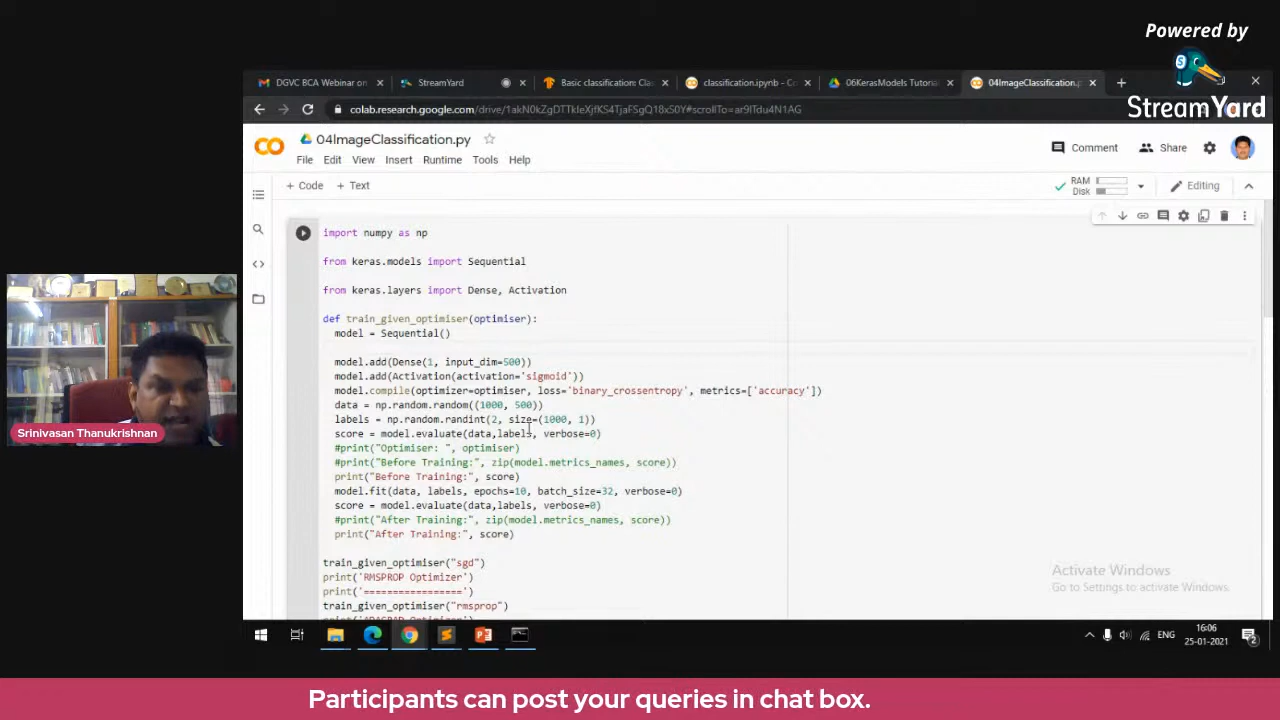 Powered by
StreamYard
DGVC BCA Webinar on
StreamYard
Basic classification: Clas
classification.ipynb - Co
06KerasModels Tutoria
04ImageClassification.p
colab.research.google.com/drive/
04ImageClassification.py
Comment
Share
File Edit View Insert Runtime Tools Help
+ Code + Text
RAM
Disk
Editing
import numpy as np
from keras.models import Sequential
from keras.layers import Dense, Activation
def train_given_optimiser(optimiser):
model = Sequential()
model.add(Dense(1, input_dim=500))
model.add(Activation(activation='sigmoid'))
model.compile(optimizer=optimiser, loss='binary_crossentropy', metrics=['accuracy'])
data = np.random.random((1000, 500))
labels = np.random.randint(2, size=(1000, 1))
score = model.evaluate(data,labels, verbose=0)
#print("Optimiser: ", optimiser)
#print("Before Training:", zip(model.metrics_names, score))
print("Before Training:", score)
model.fit(data, labels, epochs=10, batch_size=32, verbose=0)
score = model.evaluate(data,labels, verbose=0)
#print("After Training:", zip(model.metrics_names, score))
print("After Training:", score)
train_given_optimiser("sgd")
print('RMSPROP Optimizer')
print('=================')
train_given_optimiser("rmsprop")
Activate Windows
Go to Settings to activate Windows.
Srinivasan Thanukrishnan
ENG
16:06
25-01-2021
2
Participants can post your queries in chat box.